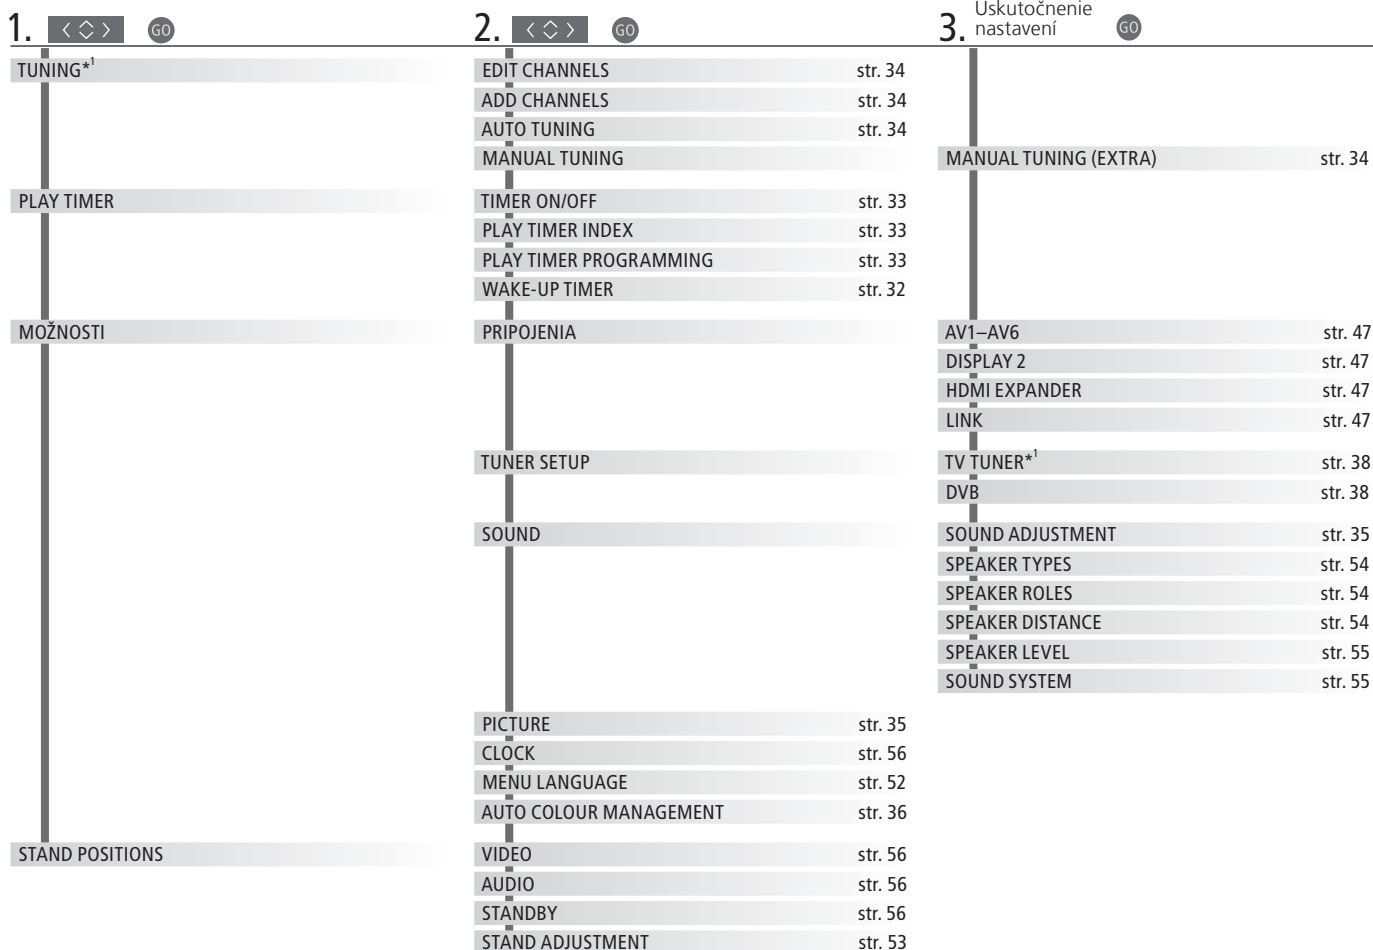 1. GO
2. GO
3. Uskutočnenie nastavení GO
TUNING*1
EDIT CHANNELS str. 34
ADD CHANNELS str. 34
AUTO TUNING str. 34
MANUAL TUNING
MANUAL TUNING (EXTRA) str. 34
PLAY TIMER
TIMER ON/OFF str. 33
PLAY TIMER INDEX str. 33
PLAY TIMER PROGRAMMING str. 33
WAKE-UP TIMER str. 32
MOŽNOSTI
PRIPOJENIA
AV1–AV6 str. 47
DISPLAY 2 str. 47
HDMI EXPANDER str. 47
LINK str. 47
TUNER SETUP
TV TUNER*1 str. 38
DVB str. 38
SOUND
SOUND ADJUSTMENT str. 35
SPEAKER TYPES str. 54
SPEAKER ROLES str. 54
SPEAKER DISTANCE str. 54
SPEAKER LEVEL str. 55
SOUND SYSTEM str. 55
PICTURE str. 35
CLOCK str. 56
MENU LANGUAGE str. 52
AUTO COLOUR MANAGEMENT str. 36
STAND POSITIONS
VIDEO str. 56
AUDIO str. 56
STANDBY str. 56
STAND ADJUSTMENT str. 53